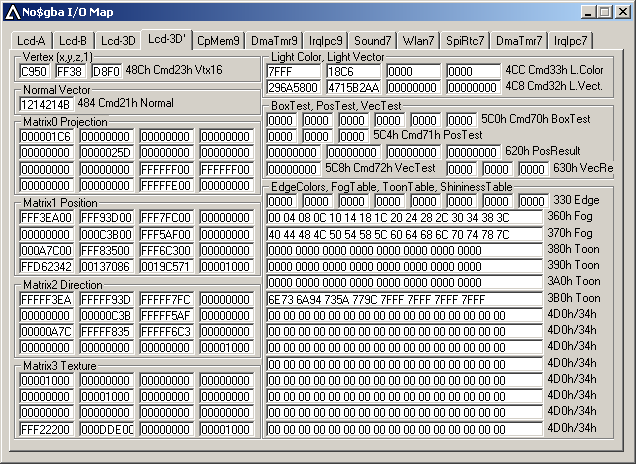 No$gba I/O Map
Lcd-A Lcd-B Lcd-3D Lcd-3D' CpMem9 DmaTmr9 IrqIpc9 Sound7 Wlan7 SpiRtc7 DmaTmr7 IrqIpc7
Vertex (x,y,z,1)
C950 FF38 D8F0 48Ch Cmd23h Vtx16
Normal Vector
1214214B 484 Cmd21h Normal
Matrix0 Projection
000001C6 00000000 00000000 00000000
00000000 0000025D 00000000 00000000
00000000 00000000 FFFFFF00 FFFFFF00
00000000 00000000 FFFFFE00 00000000
Matrix1 Position
FFF3EA00 FFF93D00 FFF7FC00 00000000
00000000 000C3B00 FFF5AF00 00000000
000A7C00 FFF83500 FFF6C300 00000000
FFD62342 00137086 0019C571 00001000
Matrix2 Direction
FFFFF3EA FFFFF93D FFFFF7FC 00000000
00000000 00000C3B FFFFF5AF 00000000
00000A7C FFFFF835 FFFFF6C3 00000000
00000000 00000000 00000000 00001000
Matrix3 Texture
00001000 00000000 00000000 00000000
00000000 00001000 00000000 00000000
00000000 00000000 00000000 00000000
FFF22200 000DDE00 00000000 00001000
Light Color, Light Vector
7FFF 18C6 0000 0000 4CC Cmd33h L.Color
296A5800 4715B2AA 00000000 00000000 4C8 Cmd32h L.Vect.
BoxTest, PosTest, VecTest
0000 0000 0000 0000 0000 0000 5C0h Cmd70h BoxTest
0000 0000 0000 5C4h Cmd71h PosTest
00000000 00000000 00000000 00000000 620h PosResult
00000000 5C8h Cmd72h VecTest 0000 0000 0000 630h VecRe
EdgeColors, FogTable, ToonTable, ShininessTable
0000 0000 0000 0000 0000 0000 0000 0000 330 Edge
00 04 08 0C 10 14 18 1C 20 24 28 2C 30 34 38 3C 360h Fog
40 44 48 4C 50 54 58 5C 60 64 68 6C 70 74 78 7C 370h Fog
0000 0000 0000 0000 0000 0000 0000 0000 380h Toon
0000 0000 0000 0000 0000 0000 0000 0000 390h Toon
0000 0000 0000 0000 0000 0000 0000 0000 3A0h Toon
6E73 6A94 735A 779C 7FFF 7FFF 7FFF 7FFF 3B0h Toon
00 00 00 00 00 00 00 00 00 00 00 00 00 00 00 00 4D0h/34h
00 00 00 00 00 00 00 00 00 00 00 00 00 00 00 00 4D0h/34h
00 00 00 00 00 00 00 00 00 00 00 00 00 00 00 00 4D0h/34h
00 00 00 00 00 00 00 00 00 00 00 00 00 00 00 00 4D0h/34h
00 00 00 00 00 00 00 00 00 00 00 00 00 00 00 00 4D0h/34h
00 00 00 00 00 00 00 00 00 00 00 00 00 00 00 00 4D0h/34h
00 00 00 00 00 00 00 00 00 00 00 00 00 00 00 00 4D0h/34h
00 00 00 00 00 00 00 00 00 00 00 00 00 00 00 00 4D0h/34h